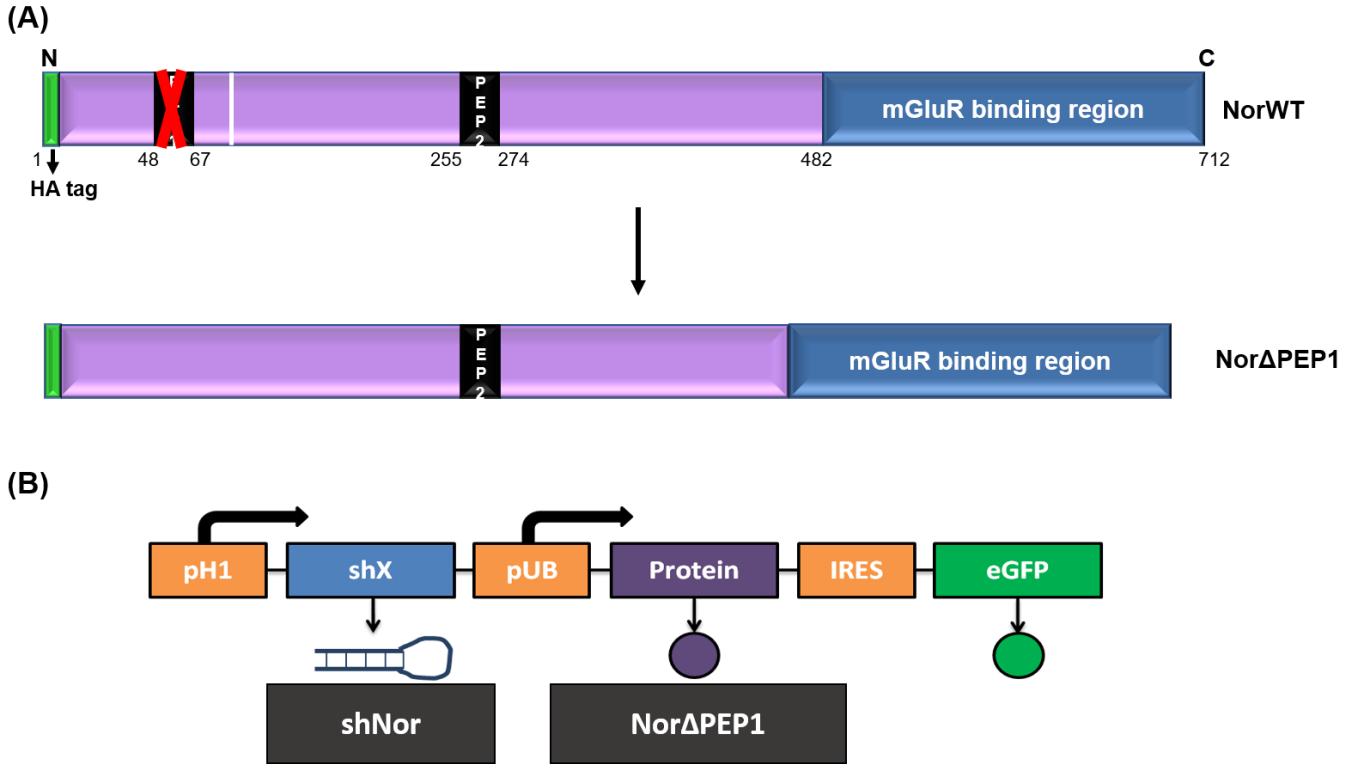 (A)
N
C
PEP2
mGluR binding region
NorWT
1
48
67
255
274
482
712
HA tag
PEP2
mGluR binding region
NorΔPEP1
(B)
pH1
shX
pUB
Protein
IRES
eGFP
shNor
NorΔPEP1